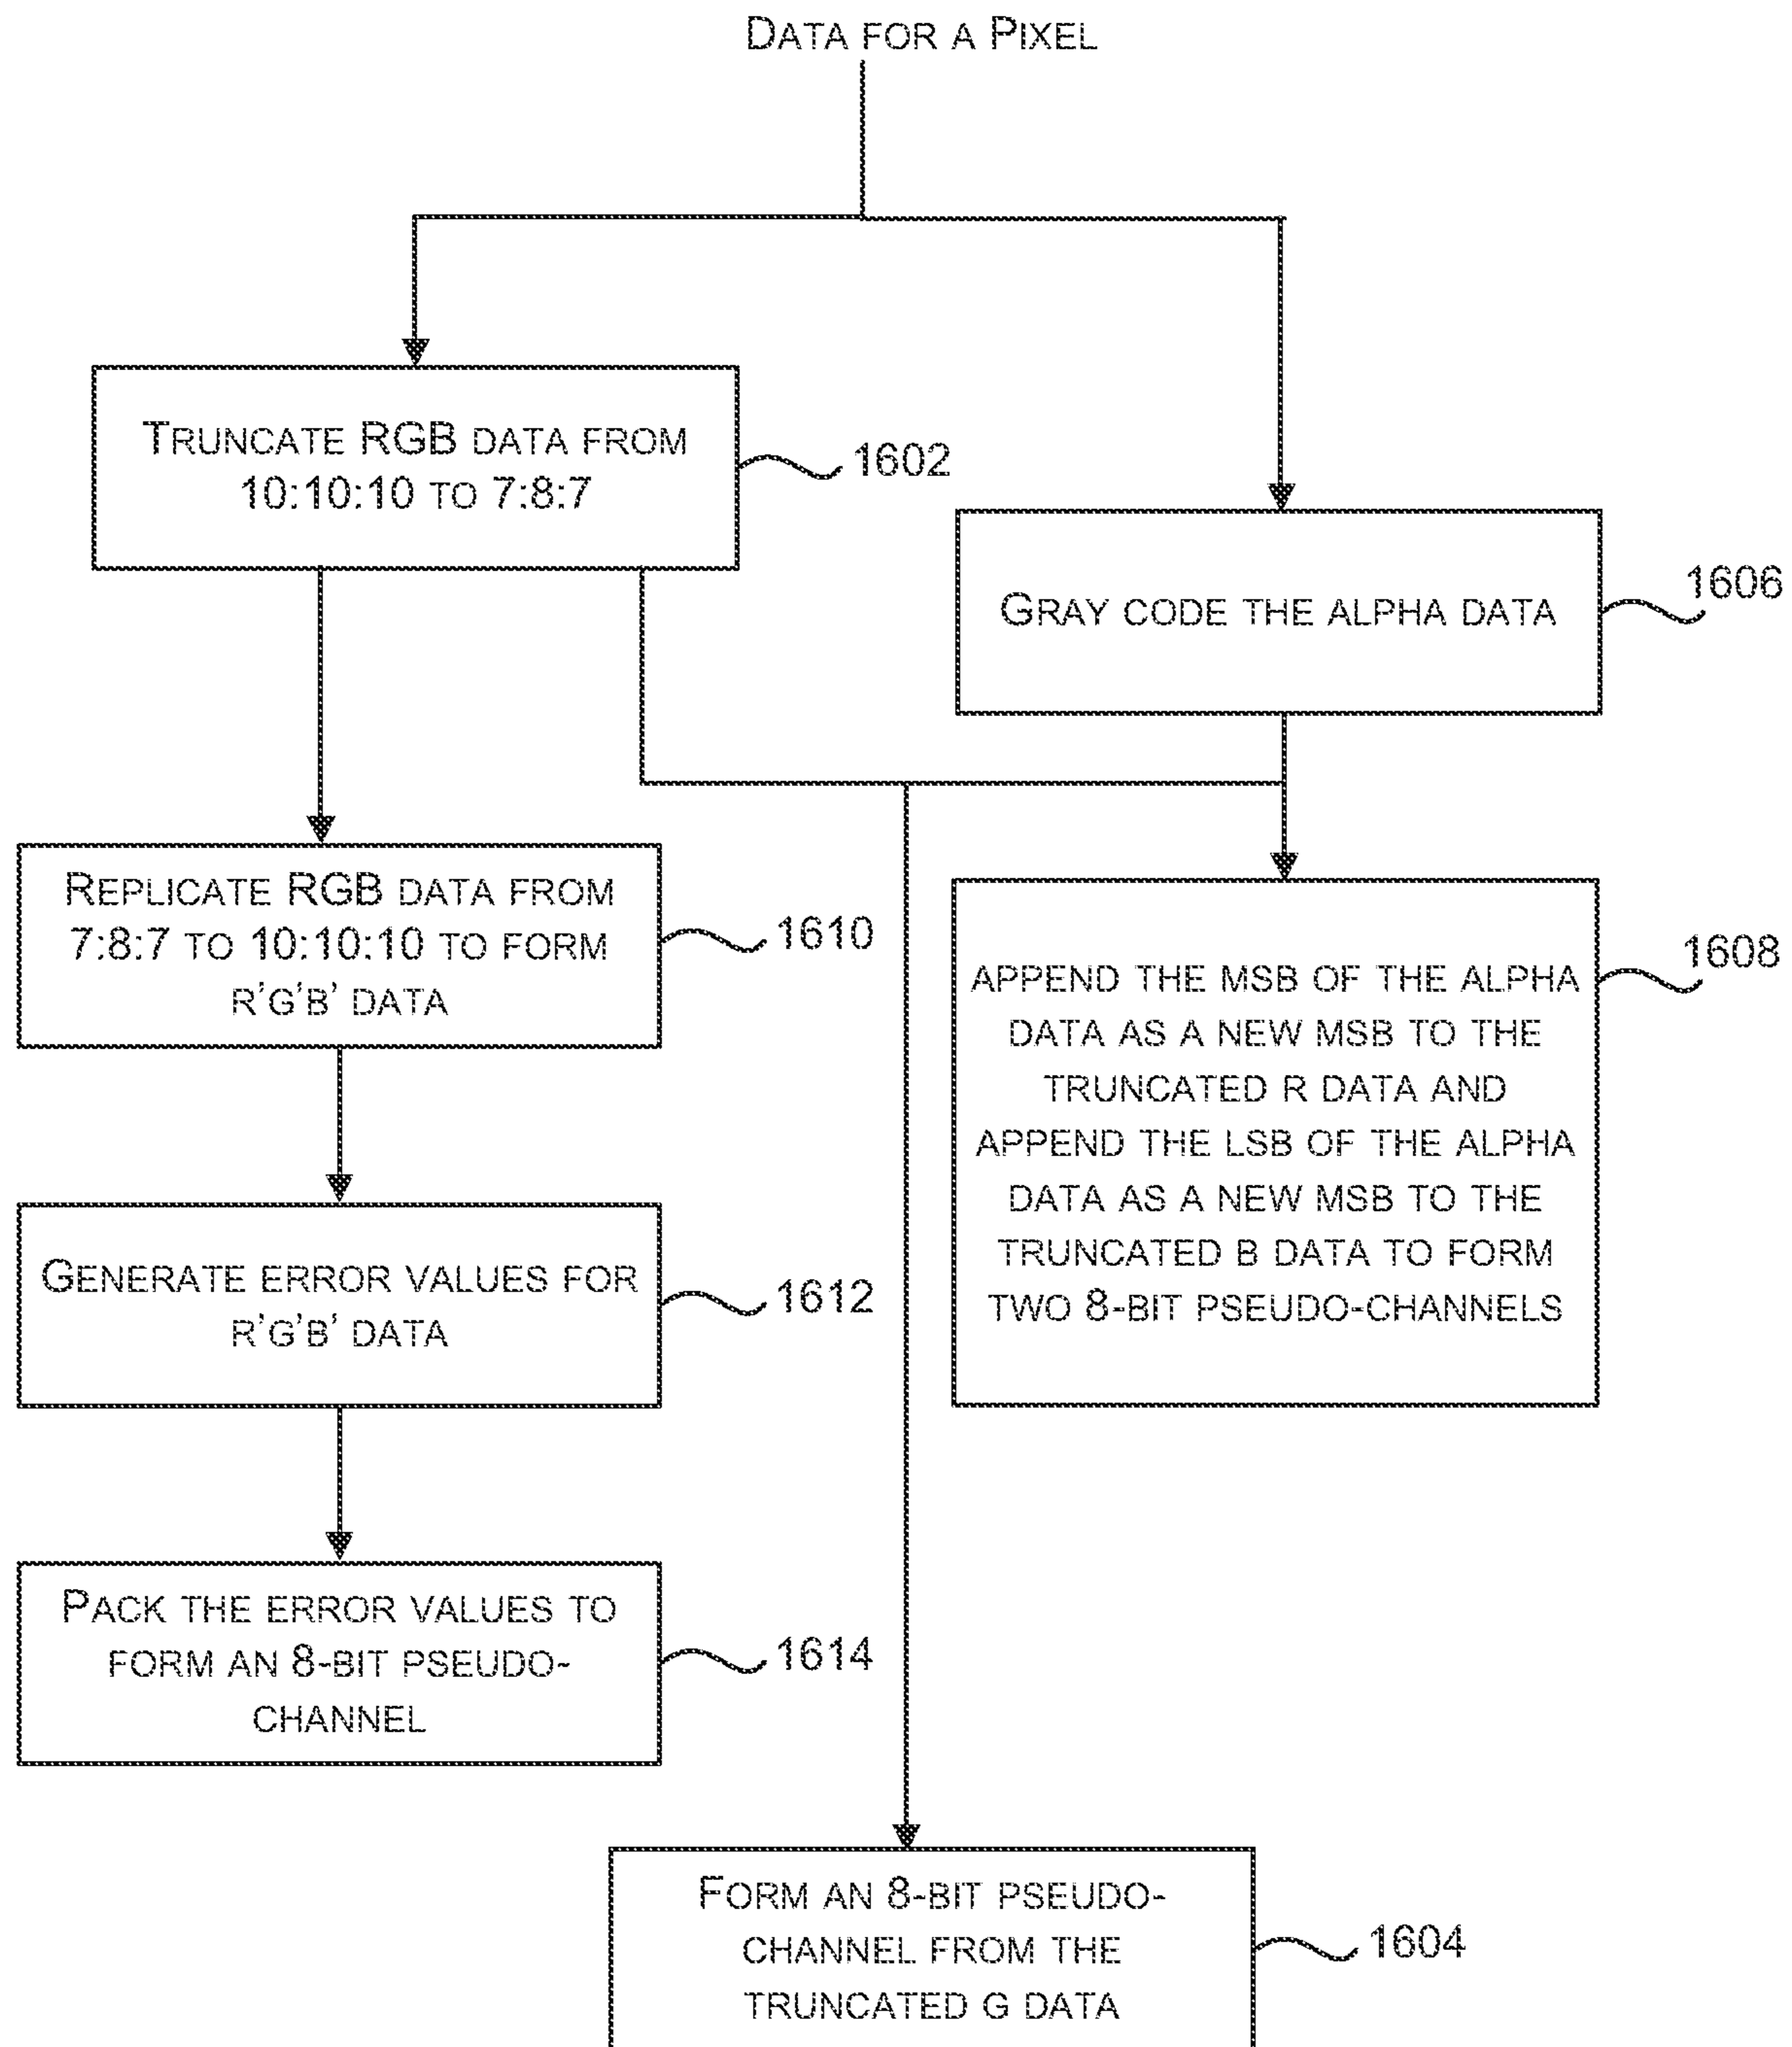 DATA FOR A PIXEL
TRUNCATE RGB DATA FROM
10:10:10 TO 7:8:7
1602
GRAY CODE THE ALPHA DATA
1606
REPLICATE RGB DATA FROM
7:8:7 TO 10:10:10 TO FORM
R'G'B' DATA
1610
APPEND THE MSB OF THE ALPHA
DATA AS A NEW MSB TO THE
TRUNCATED R DATA AND
APPEND THE LSB OF THE ALPHA
DATA AS A NEW MSB TO THE
TRUNCATED B DATA TO FORM
TWO 8-BIT PSEUDO-CHANNELS
1608
GENERATE ERROR VALUES FOR
R'G'B' DATA
1612
PACK THE ERROR VALUES TO
FORM AN 8-BIT PSEUDO-
CHANNEL
1614
FORM AN 8-BIT PSEUDO-
CHANNEL FROM THE
TRUNCATED G DATA
1604